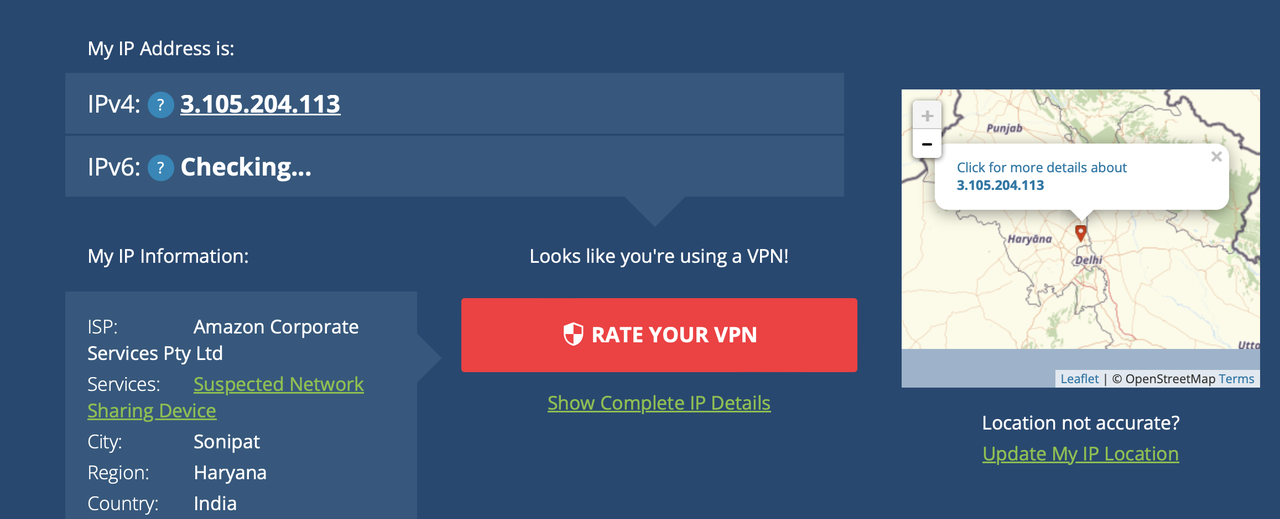 My IP Address is:
IPv4: ? 3.105.204.113
IPv6: ? Checking...
My IP Information:
ISP: Amazon Corporate
Services Pty Ltd
Services: Suspected Network
Sharing Device
City: Sonipat
Region: Haryana
Country: India
Looks like you're using a VPN!
RATE YOUR VPN
Show Complete IP Details
+
−
Punjab
×
Click for more details about
3.105.204.113
Haryāna
Delhi
Utta
Leaflet | © OpenStreetMap Terms
Location not accurate?
Update My IP Location